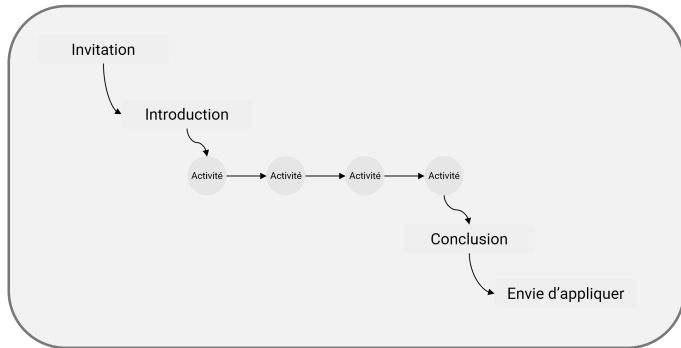 Invitation
Introduction
Activité
Activité
Activité
Activité
Conclusion
Envie d’appliquer